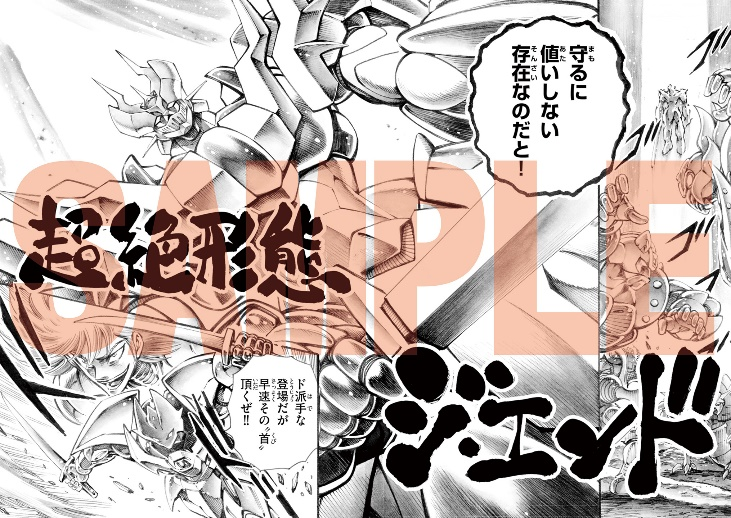 守るに
値いしない
存在なのだと!
超絶形態
ジ・エンド
ド派手な
登場だが
早速その〝首〟
頂くぜ!!
SAMPLE